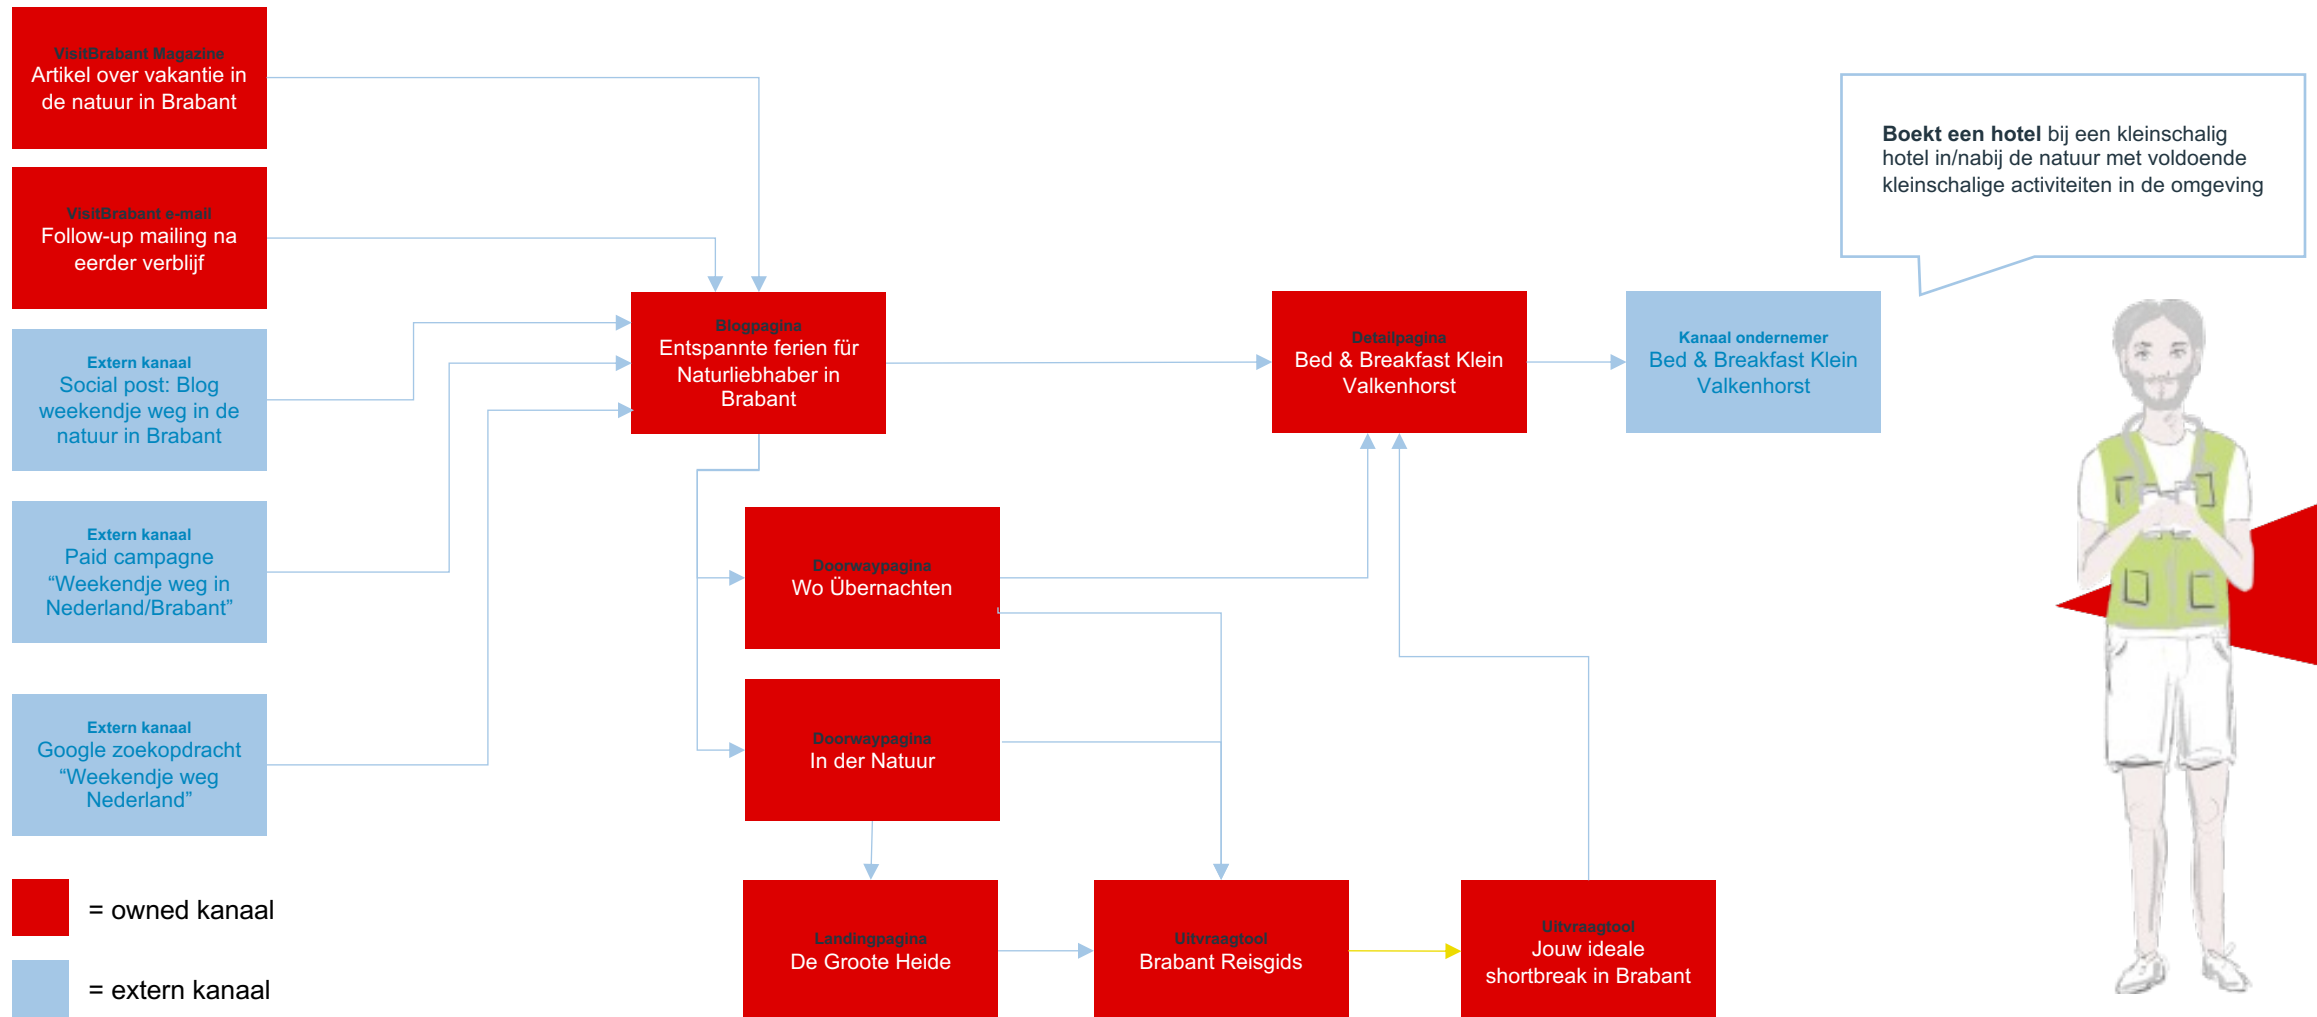 VisitBrabant Magazine
Artikel over vakantie in
de natuur in Brabant
VisitBrabant e-mail
Follow-up mailing na
eerder verblijf
Extern kanaal
Social post: Blog
weekendje weg in de
natuur in Brabant
Extern kanaal
Paid campagne
“Weekendje weg in
Nederland/Brabant”
Extern kanaal
Google zoekopdracht
“Weekendje weg
Nederland”
= owned kanaal
= extern kanaal
Blogpagina
Entspannte ferien für
Naturliebhaber in
Brabant
Doorwaypagina
Wo Übernachten
Doorwaypagina
In der Natuur
Landingpagina
De Groote Heide
Uitvraagtool
Brabant Reisgids
Uitvraagtool
Jouw ideale
shortbreak in Brabant
Detailpagina
Bed & Breakfast Klein
Valkenhorst
Kanaal ondernemer
Bed & Breakfast Klein
Valkenhorst
Boekt een hotel bij een kleinschalig
hotel in/nabij de natuur met voldoende
kleinschalige activiteiten in de omgeving